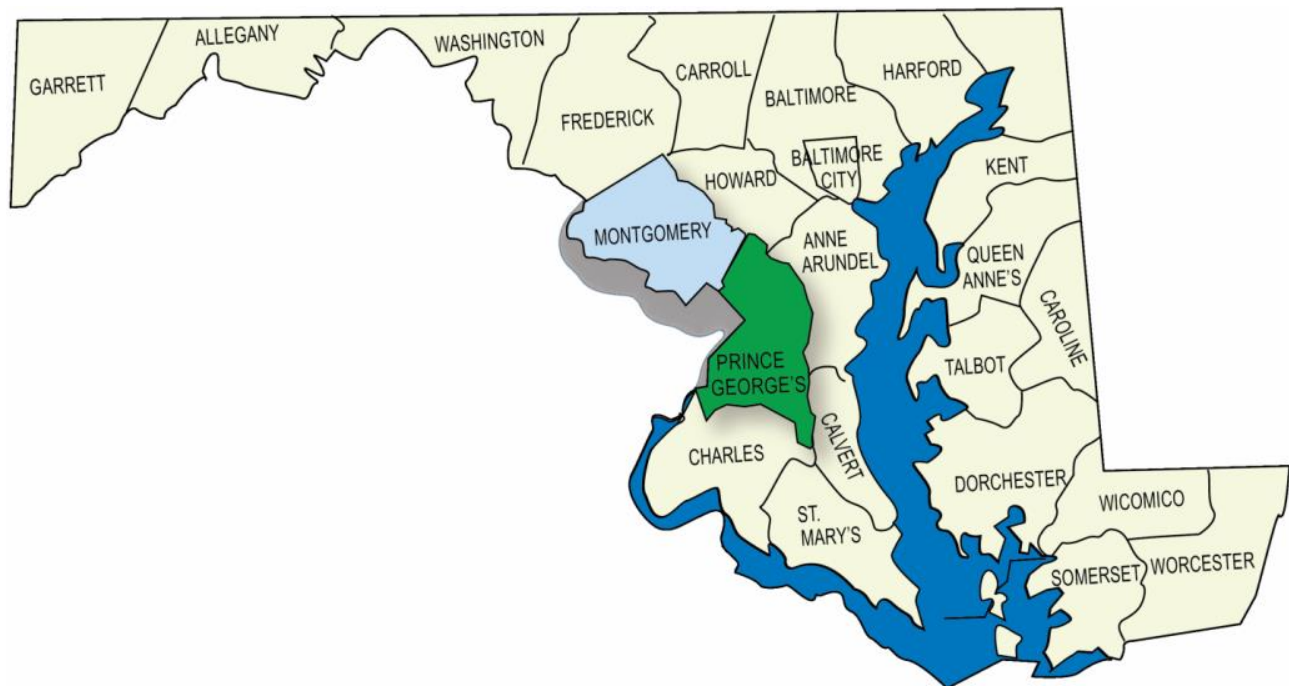 GARRETT
ALLEGANY
WASHINGTON
FREDERICK
CARROLL
BALTIMORE
HARFORD
BALTIMORE
CITY
HOWARD
MONTGOMERY
ANNE
ARUNDEL
KENT
QUEEN
ANNE'S
CAROLINE
TALBOT
PRINCE
GEORGE'S
CALVERT
CHARLES
ST.
MARY'S
DORCHESTER
WICOMICO
SOMERSET
WORCESTER